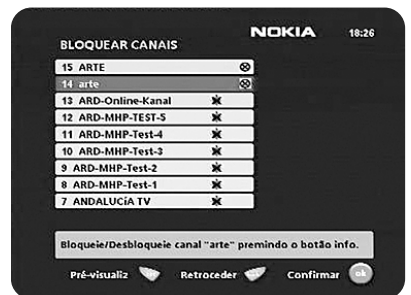 NOKIA
18:26
BLOQUEAR CANAIS
15 ARTE
14 arte
13 ARD-Online-Kanal
12 ARD-MHP-TEST-5
11 ARD-MHP-Test-4
10 ARD-MHP-Test-3
9 ARD-MHP-Test-2
8 ARD-MHP-Test-1
7 ANDALUCíA TV
Bloqueie/Desbloqueie canal "arte" premindo o botão info.
Pré-visualiz Retroceder Confirmar ok